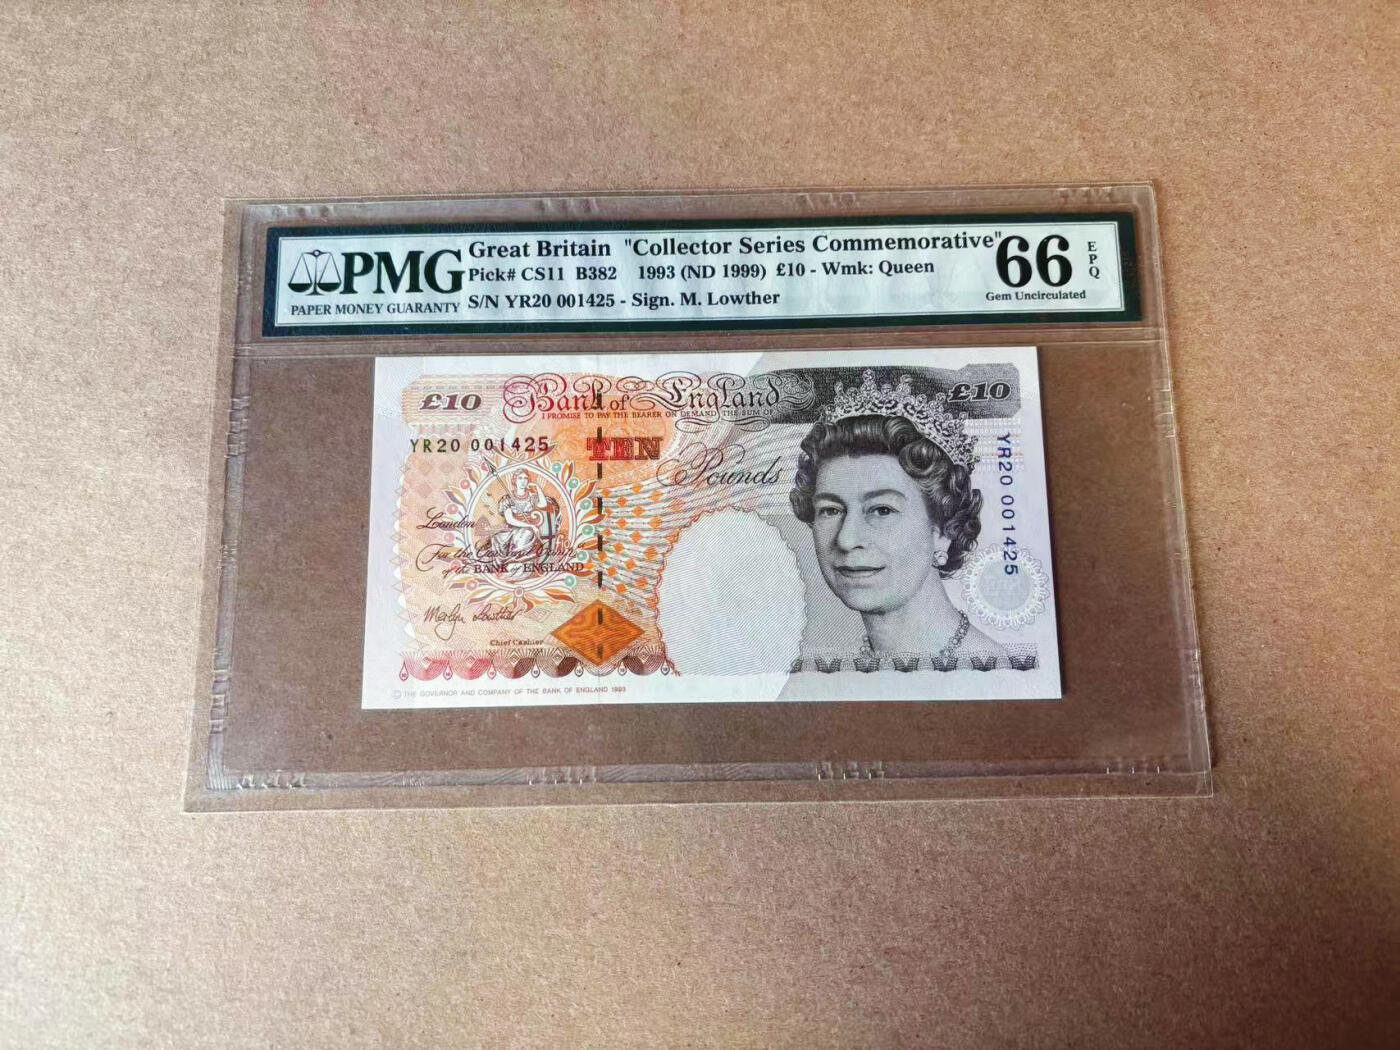 PMG
PAPER MONEY GUARANTY
Great Britain "Collector Series Commemorative"
Pick# CS11 B382 1993 (ND 1999) £10 - Wmk: Queen
S/N YR20 001425 - Sign. M. Lowther
66
EPQ
Gem Uncirculated
£10
Bank of England
£10
I PROMISE TO PAY THE BEARER ON DEMAND THE SUM OF
YR20 001425
TEN
Pounds
YR20 001425
London
For the Govr and Compa
of the BANK of ENGLAND
Merlyn Lowther
Chief Cashier
© THE GOVERNOR AND COMPANY OF THE BANK OF ENGLAND 1993